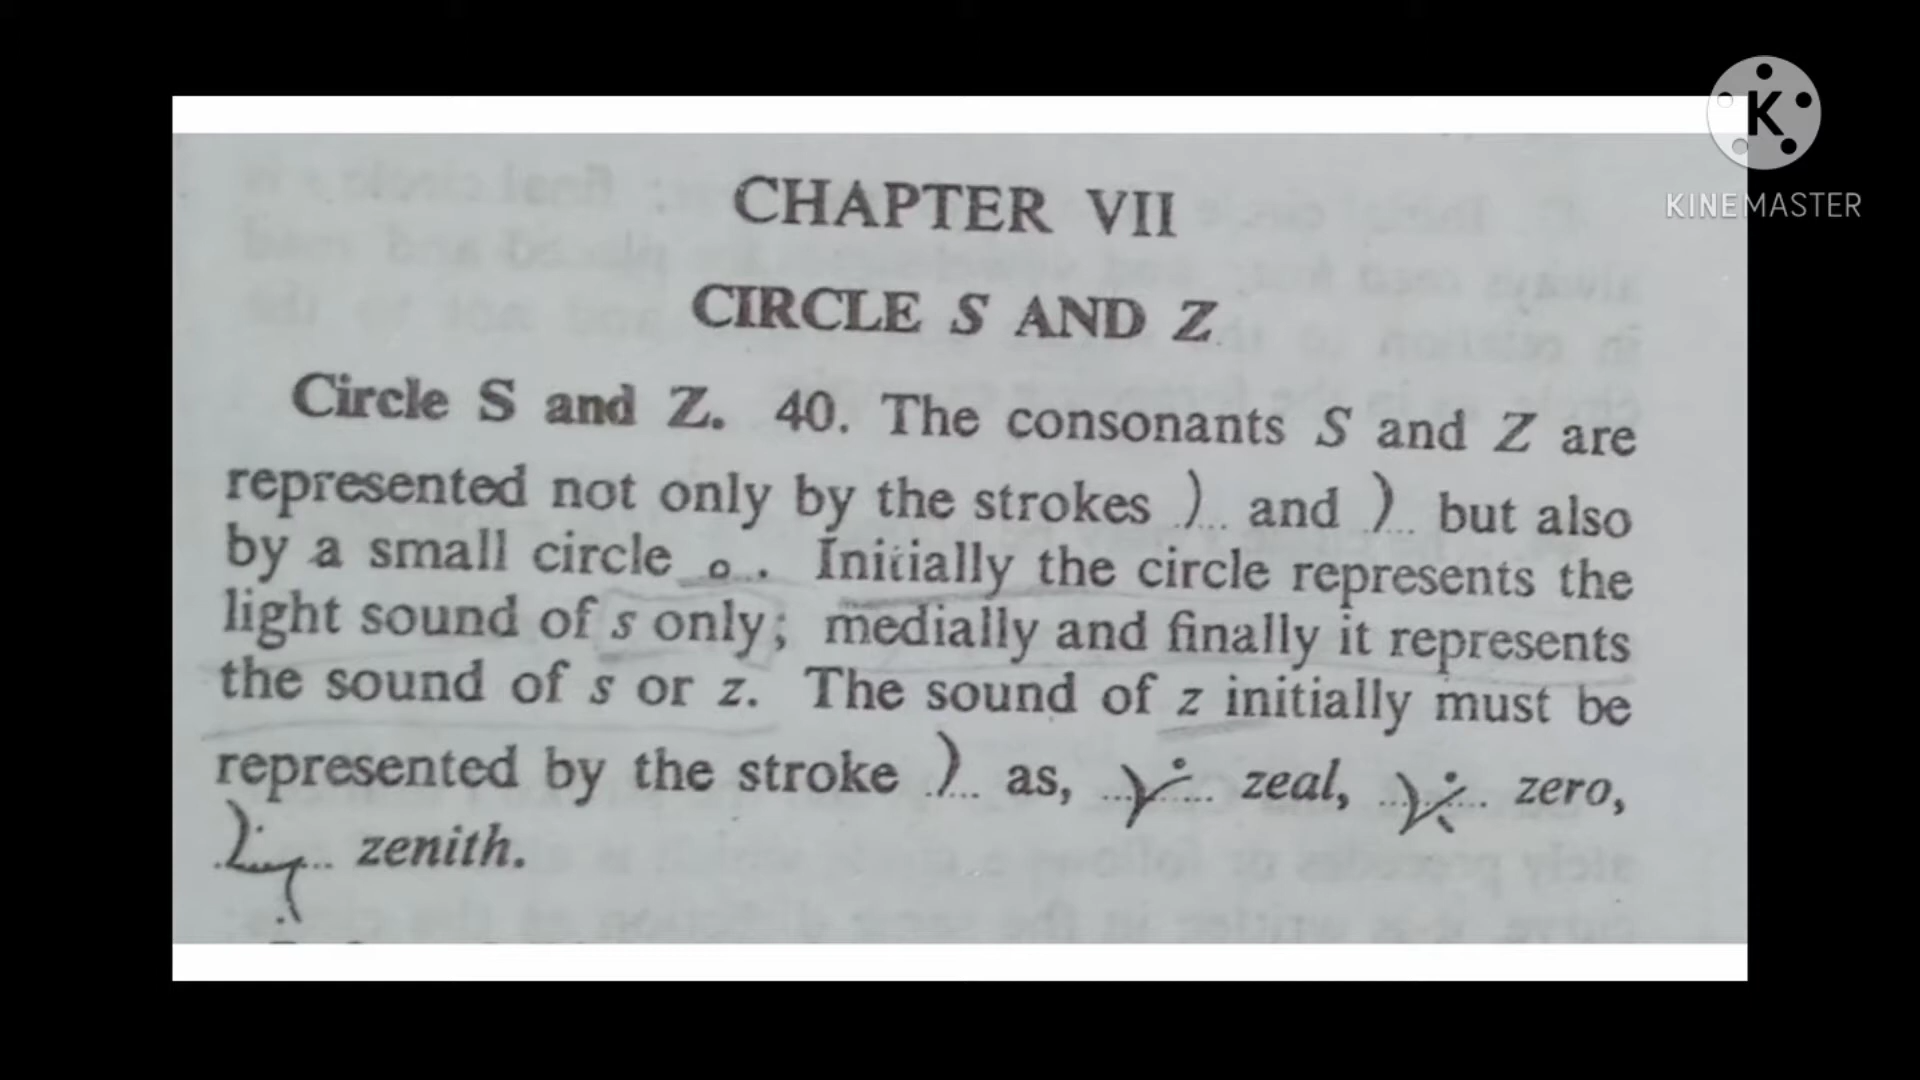 K
KINEMASTER
CHAPTER VII
CIRCLE S AND Z
Circle S and Z. 40. The consonants S and Z are
represented not only by the strokes ) and ) but also
by a small circle o . Initially the circle represents the
light sound of s only; medially and finally it represents
the sound of s or z. The sound of z initially must be
represented by the stroke ) as, zeal, zero,
zenith.